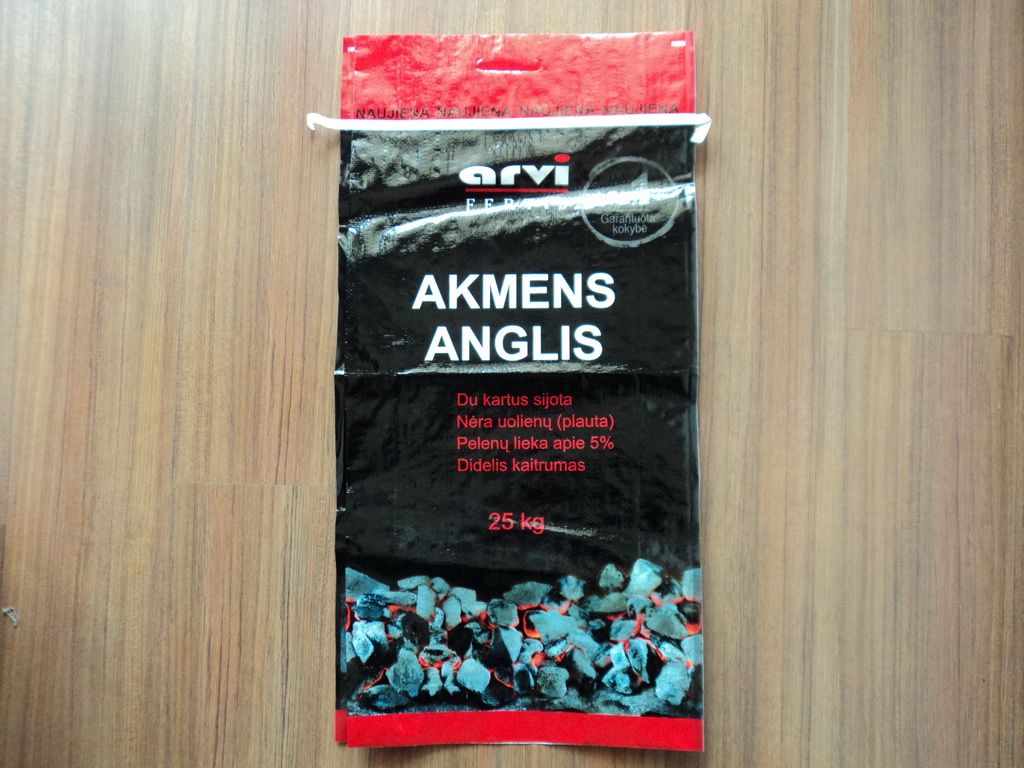 NAUJIENA NAUJIENA NAUJIENA NAUJIENA
arvi
1
Garantuota
kokybė
AKMENS
ANGLIS
Du kartus sijota
Nėra uolienų (plauta)
Pelenų lieka apie 5%
Didelis kaitrumas
25 kg